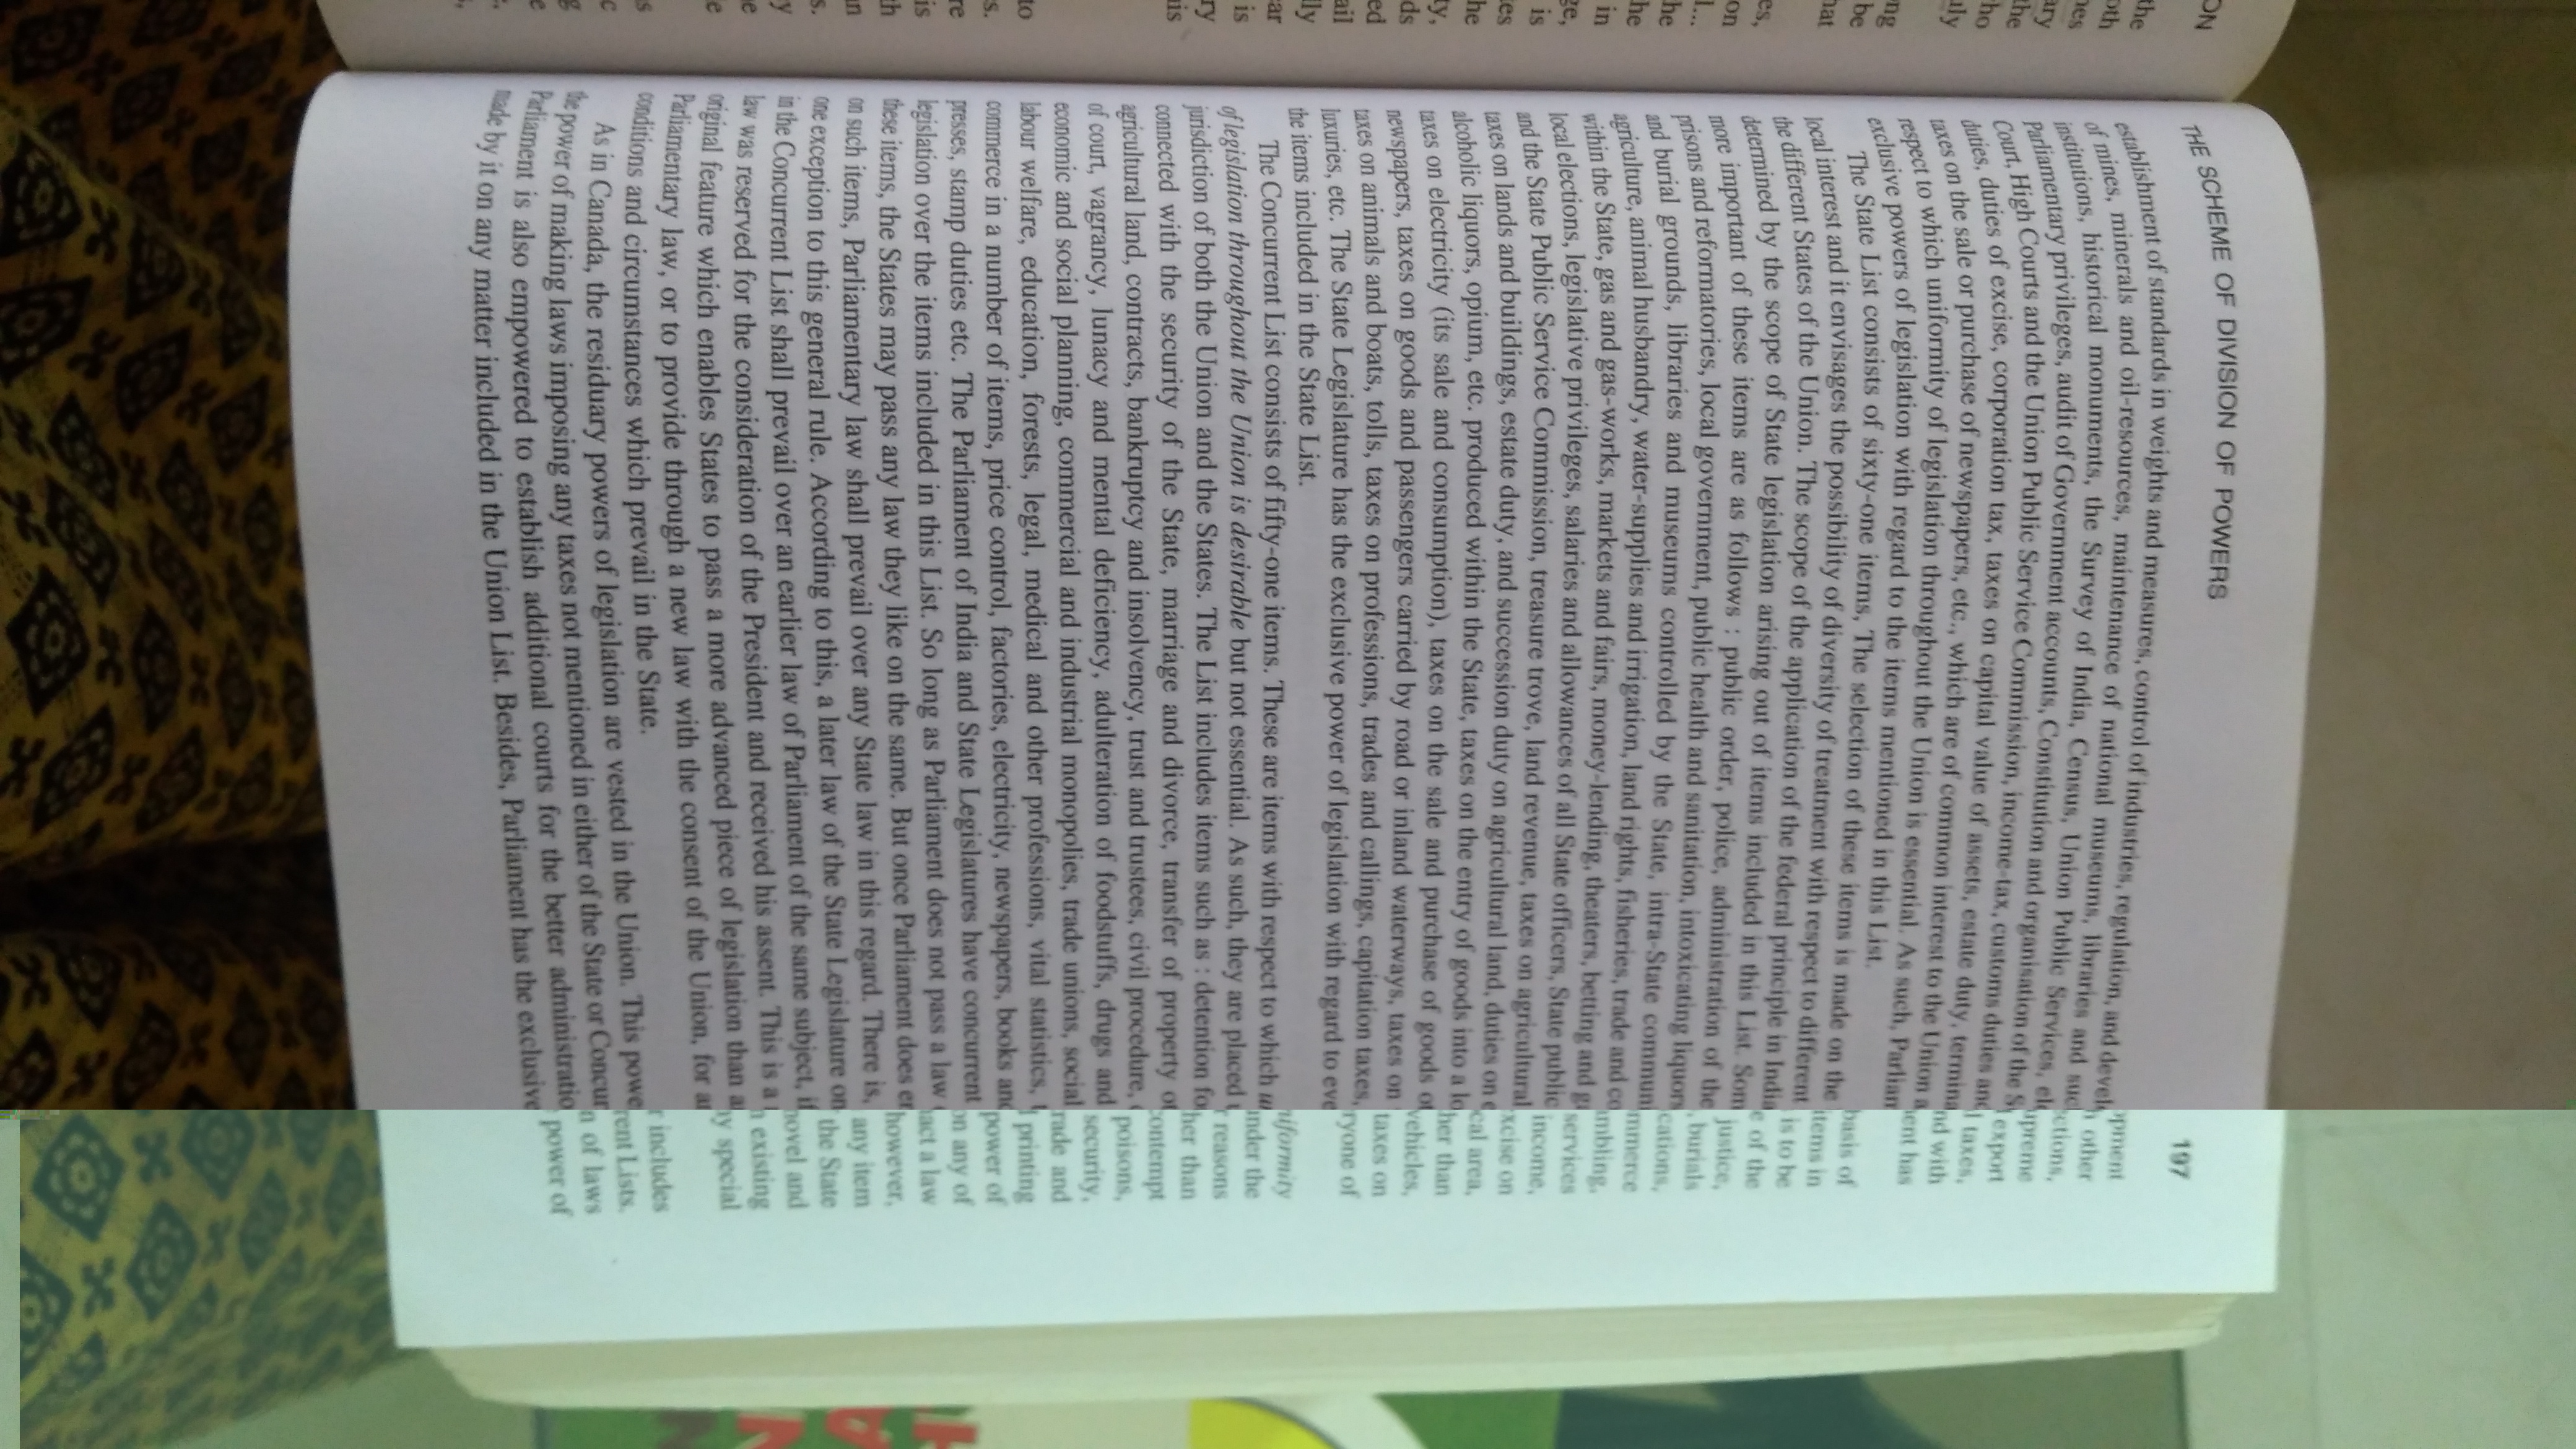 THE SCHEME OF DIVISION OF POWERS 197
establishment of standards in weights and measures, control of industries, regulation, and development
of mines, minerals and oil-resources, maintenance of national museums, libraries and such other
institutions, historical monuments, the Survey of India, Census, Union Public Services, elections,
Parliamentary privileges, audit of Government accounts, Constitution and organisation of the Supreme
Court, High Courts and the Union Public Service Commission, income-tax, customs duties and export
duties, duties of excise, corporation tax, taxes on capital value of assets, estate duty, terminal taxes,
taxes on the sale or purchase of newspapers, etc., which are of common interest to the Union and with
respect to which uniformity of legislation throughout the Union is essential. As such, Parliament has
exclusive powers of legislation with regard to the items mentioned in this List.
The State List consists of sixty-one items, The selection of these items is made on the basis of
local interest and it envisages the possibility of diversity of treatment with respect to different items in
the different States of the Union. The scope of the application of the federal principle in India is to be
determined by the scope of State legislation arising out of items included in this List. Some of the
more important of these items are as follows : public order, police, administration of the justice,
prisons and reformatories, local government, public health and sanitation, intoxicating liquors, burials
and burial grounds, libraries and museums controlled by the State, intra-State communications,
agriculture, animal husbandry, water-supplies and irrigation, land rights, fisheries, trade and commerce
within the State, gas and gas-works, markets and fairs, money-lending, theaters, betting and gambling,
local elections, legislative privileges, salaries and allowances of all State officers, State public services
and the State Public Service Commission, treasure trove, land revenue, taxes on agricultural income,
taxes on lands and buildings, estate duty, and succession duty on agricultural land, duties on excise on
alcoholic liquors, opium, etc. produced within the State, taxes on the entry of goods into a local area,
taxes on electricity (its sale and consumption), taxes on the sale and purchase of goods other than
newspapers, taxes on goods and passengers carried by road or inland waterways, taxes on vehicles,
taxes on animals and boats, tolls, taxes on professions, trades and callings, capitation taxes, taxes on
luxuries, etc. The State Legislature has the exclusive power of legislation with regard to everyone of
the items included in the State List.
The Concurrent List consists of fifty-one items. These are items with respect to which uniformity
of legislation throughout the Union is desirable but not essential. As such, they are placed under the
jurisdiction of both the Union and the States. The List includes items such as : detention for reasons
connected with the security of the State, marriage and divorce, transfer of property other than
agricultural land, contracts, bankruptcy and insolvency, trust and trustees, civil procedure, contempt
of court, vagrancy, lunacy and mental deficiency, adulteration of foodstuffs, drugs and poisons,
economic and social planning, commercial and industrial monopolies, trade unions, social security,
labour welfare, education, forests, legal, medical and other professions, vital statistics, trade and
commerce in a number of items, price control, factories, electricity, newspapers, books and printing
presses, stamp duties etc. The Parliament of India and State Legislatures have concurrent power of
legislation over the items included in this List. So long as Parliament does not pass a law on any of
these items, the States may pass any law they like on the same. But once Parliament does enact a law
on such items, Parliamentary law shall prevail over any State law in this regard. There is, however,
one exception to this general rule. According to this, a later law of the State Legislature on any item
in the Concurrent List shall prevail over an earlier law of Parliament of the same subject, if the State
law was reserved for the consideration of the President and received his assent. This is a novel and
original feature which enables States to pass a more advanced piece of legislation than an existing
Parliamentary law, or to provide through a new law with the consent of the Union, for any special
conditions and circumstances which prevail in the State.
As in Canada, the residuary powers of legislation are vested in the Union. This power includes
the power of making laws imposing any taxes not mentioned in either of the State or Concurrent Lists.
Parliament is also empowered to establish additional courts for the better administration of laws
made by it on any matter included in the Union List. Besides, Parliament has the exclusive power of